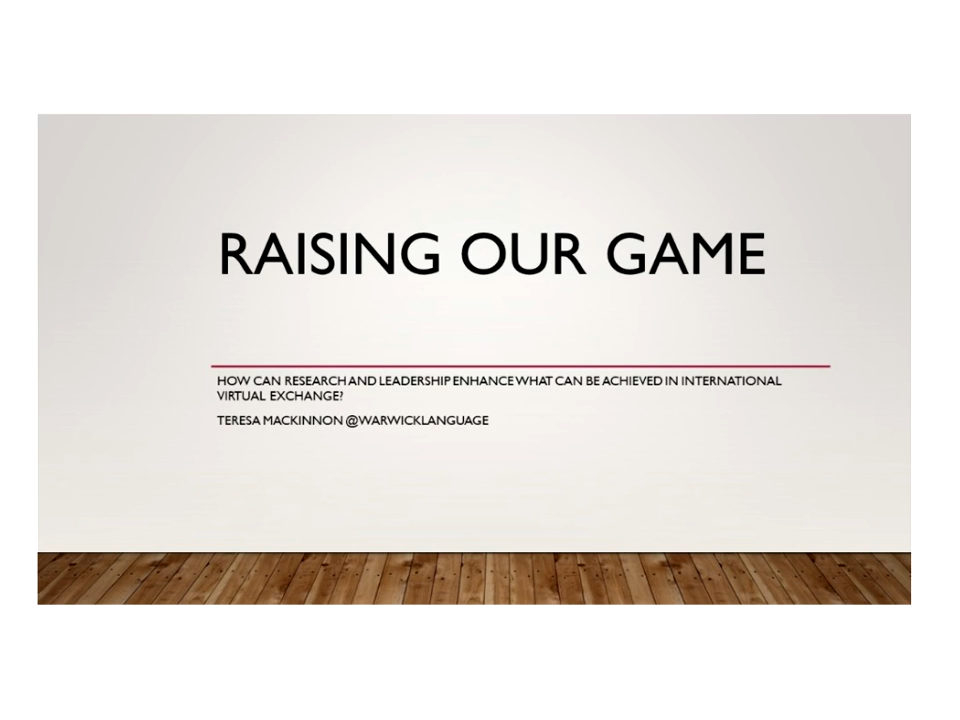 RAISING OUR GAME
HOW CAN RESEARCH AND LEADERSHIP ENHANCE WHAT CAN BE ACHIEVED IN INTERNATIONAL
VIRTUAL EXCHANGE?
TERESA MACKINNON @WARWICKLANGUAGE